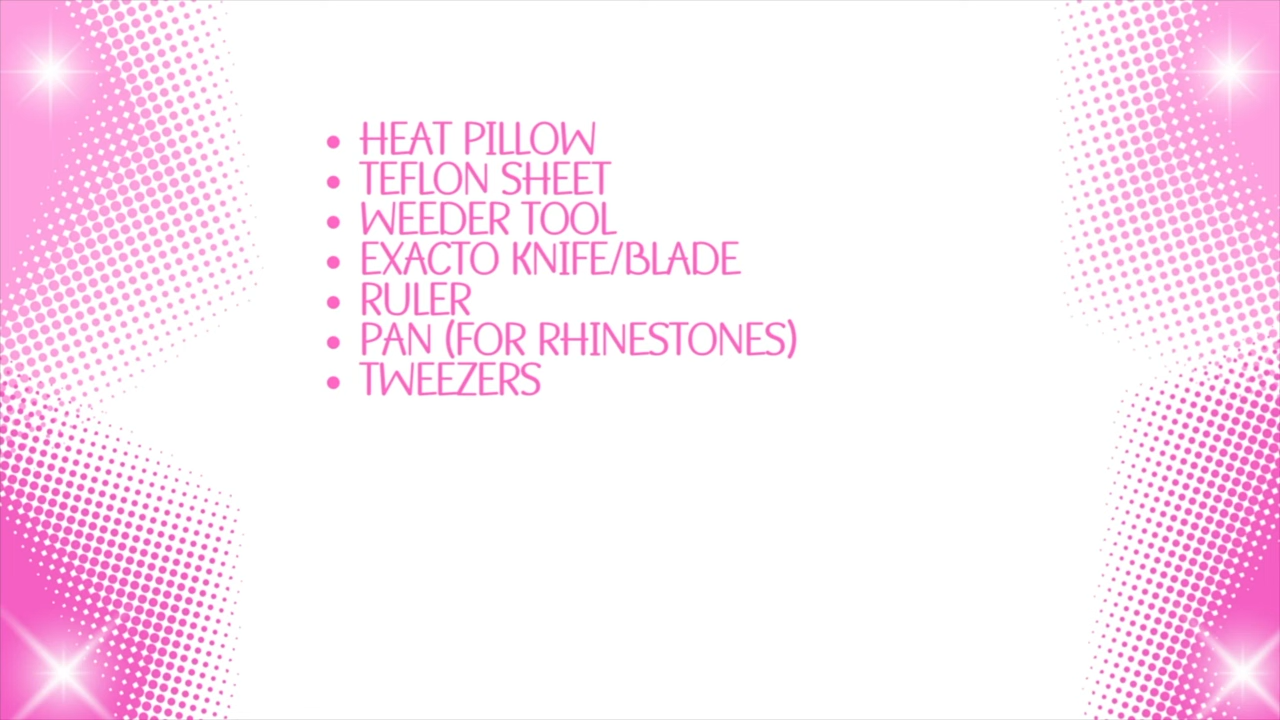 • HEAT PILLOW
• TEFLON SHEET
• WEEDER TOOL
• EXACTO KNIFE/BLADE
• RULER
• PAN (FOR RHINESTONES)
• TWEEZERS